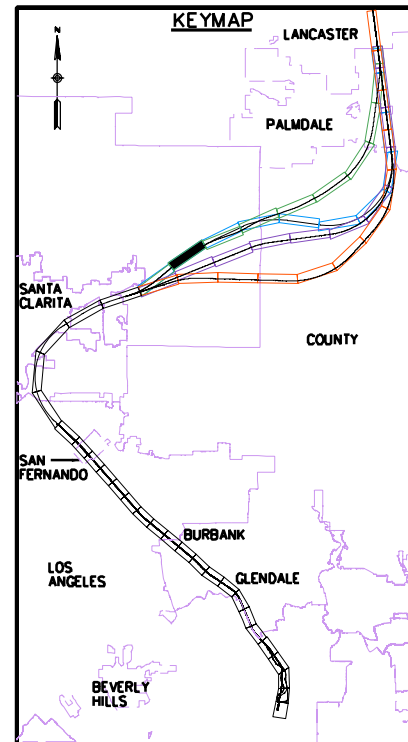 KEYMAP
N
LANCASTER
PALMDALE
SANTA
CLARITA
COUNTY
SAN
FERNANDO
BURBANK
LOS
ANGELES
GLENDALE
BEVERLY
HILLS